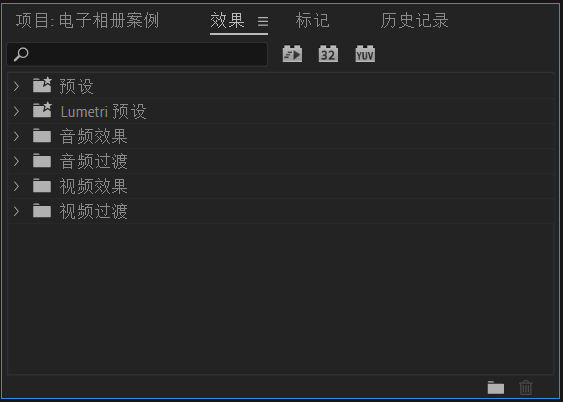 项目: 电子相册案例 效果 标记 历史记录
32 YUV
预设
Lumetri 预设
音频效果
音频过渡
视频效果
视频过渡